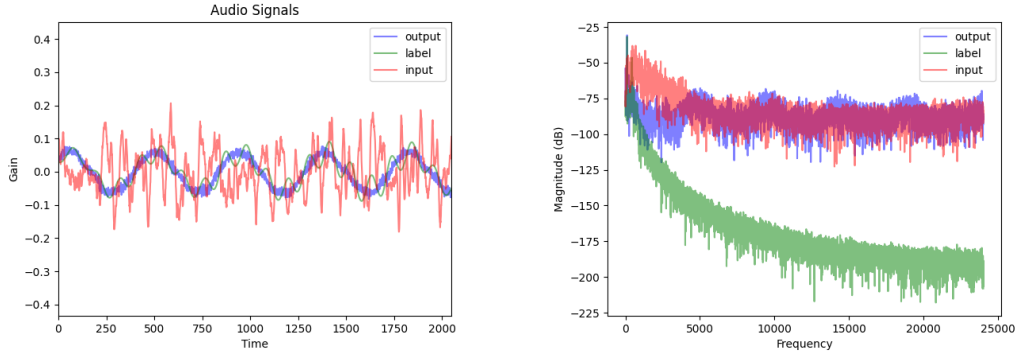 Audio Signals
Gain
0.4
0.3
0.2
0.1
0.0
−0.1
−0.2
−0.3
−0.4
output
label
input
0 250 500 750 1000 1250 1500 1750 2000
Time
Magnitude (dB)
−25
−50
−75
−100
−125
−150
−175
−200
−225
output
label
input
0 5000 10000 15000 20000 25000
Frequency